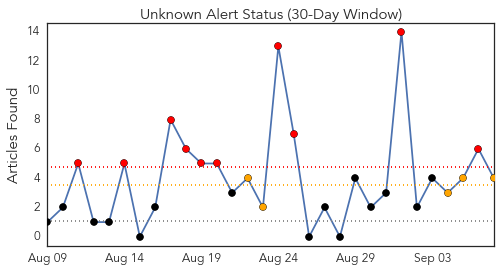 Unknown Alert Status (30-Day Window)
Articles Found
14
12
10
8
6
4
2
0
Aug 09 Aug 14 Aug 19 Aug 24 Aug 29 Sep 03